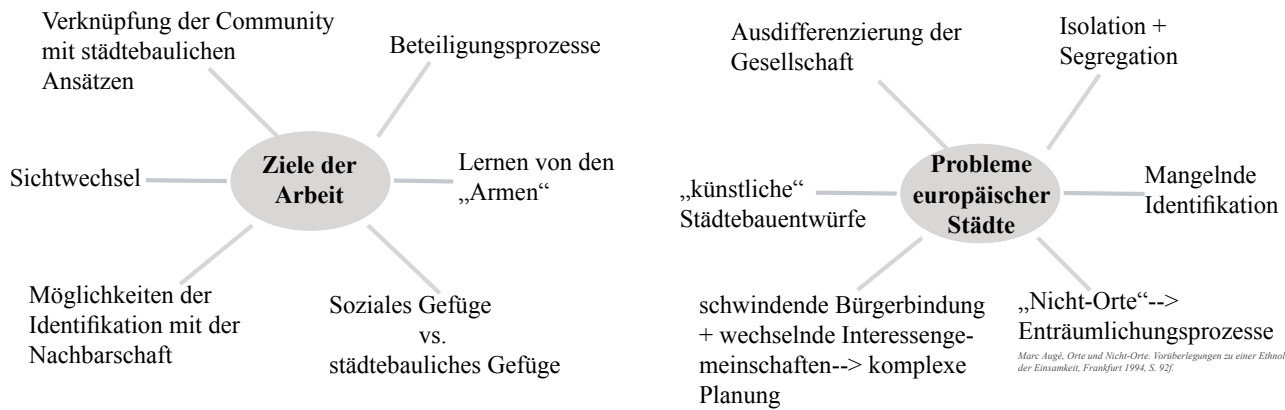 Verknüpfung der Community
mit städtebaulichen
Ansätzen
Beteiligungsprozesse
Sichtwechsel
Ziele der
Arbeit
Lernen von den
„Armen“
Möglichkeiten der
Identifikation mit der
Nachbarschaft
Soziales Gefüge
vs.
städtebauliches Gefüge
Ausdifferenzierung der
Gesellschaft
Isolation +
Segregation
„künstliche“
Städtebauentwürfe
Probleme
europäischer
Städte
Mangelnde
Identifikation
schwindende Bürgerbindung
+ wechselnde Interessenge-
meinschaften--> komplexe
Planung
„Nicht-Orte“-->
Enträumlichungsprozesse
Marc Augé, Orte und Nicht-Orte. Vorüberlegungen zu einer Ethnol
der Einsamkeit, Frankfurt 1994, S. 92f.